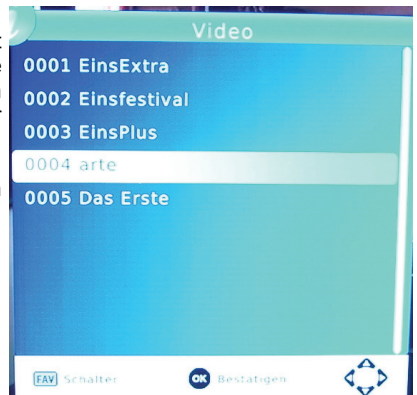 Video
0001 EinsExtra
0002 Einsfestival
0003 EinsPlus
0004 arte
0005 Das Erste
FAV Schalter OK Bestatigen